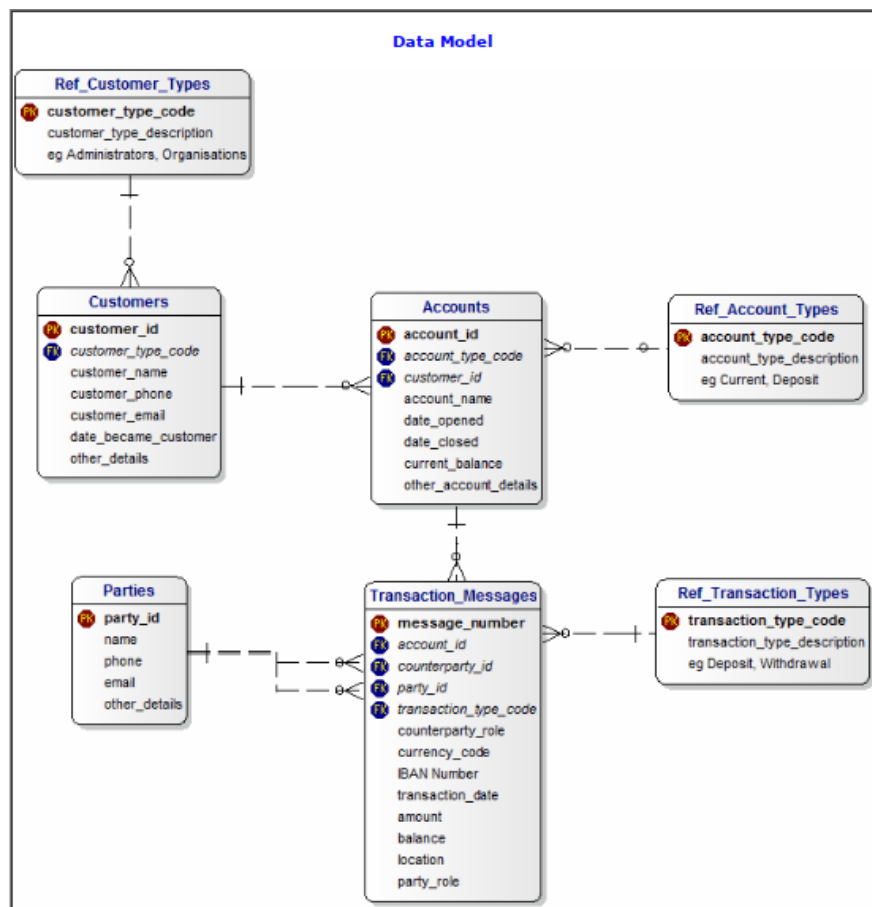 Data Model
Ref_Customer_Types
PK customer_type_code
customer_type_description
eg Administrators, Organisations
Customers
PK customer_id
FK customer_type_code
customer_name
customer_phone
customer_email
date_became_customer
other_details
Accounts
PK account_id
FK account_type_code
FK customer_id
account_name
date_opened
date_closed
current_balance
other_account_details
Ref_Account_Types
PK account_type_code
account_type_description
eg Current, Deposit
Parties
PK party_id
name
phone
email
other_details
Transaction_Messages
PK message_number
FK account_id
FK counterparty_id
FK party_id
FK transaction_type_code
counterparty_role
currency_code
IBAN Number
transaction_date
amount
balance
location
party_role
Ref_Transaction_Types
PK transaction_type_code
transaction_type_description
eg Deposit, Withdrawal